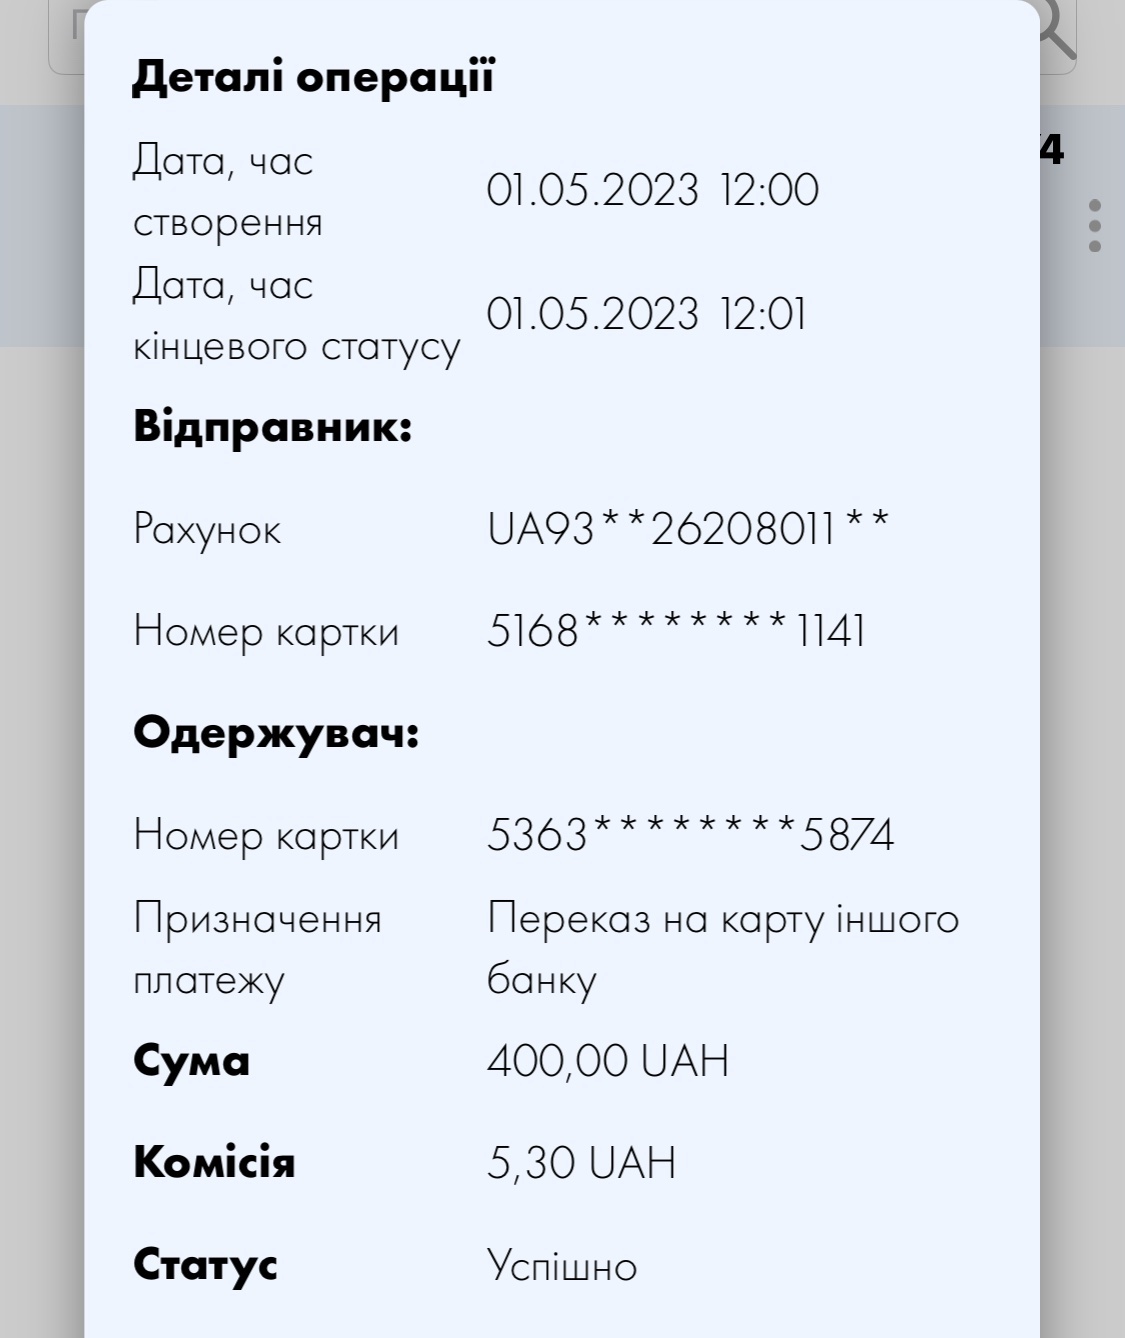 Деталі операції
Дата, час
створення
01.05.2023 12:00
Дата, час
кінцевого статусу
01.05.2023 12:01
Відправник:
Рахунок UA93**26208011**
Номер картки 5168********1141
Одержувач:
Номер картки 5363********5874
Призначення
платежу
Переказ на карту іншого
банку
Сума 400,00 UAH
Комісія 5,30 UAH
Статус Успішно